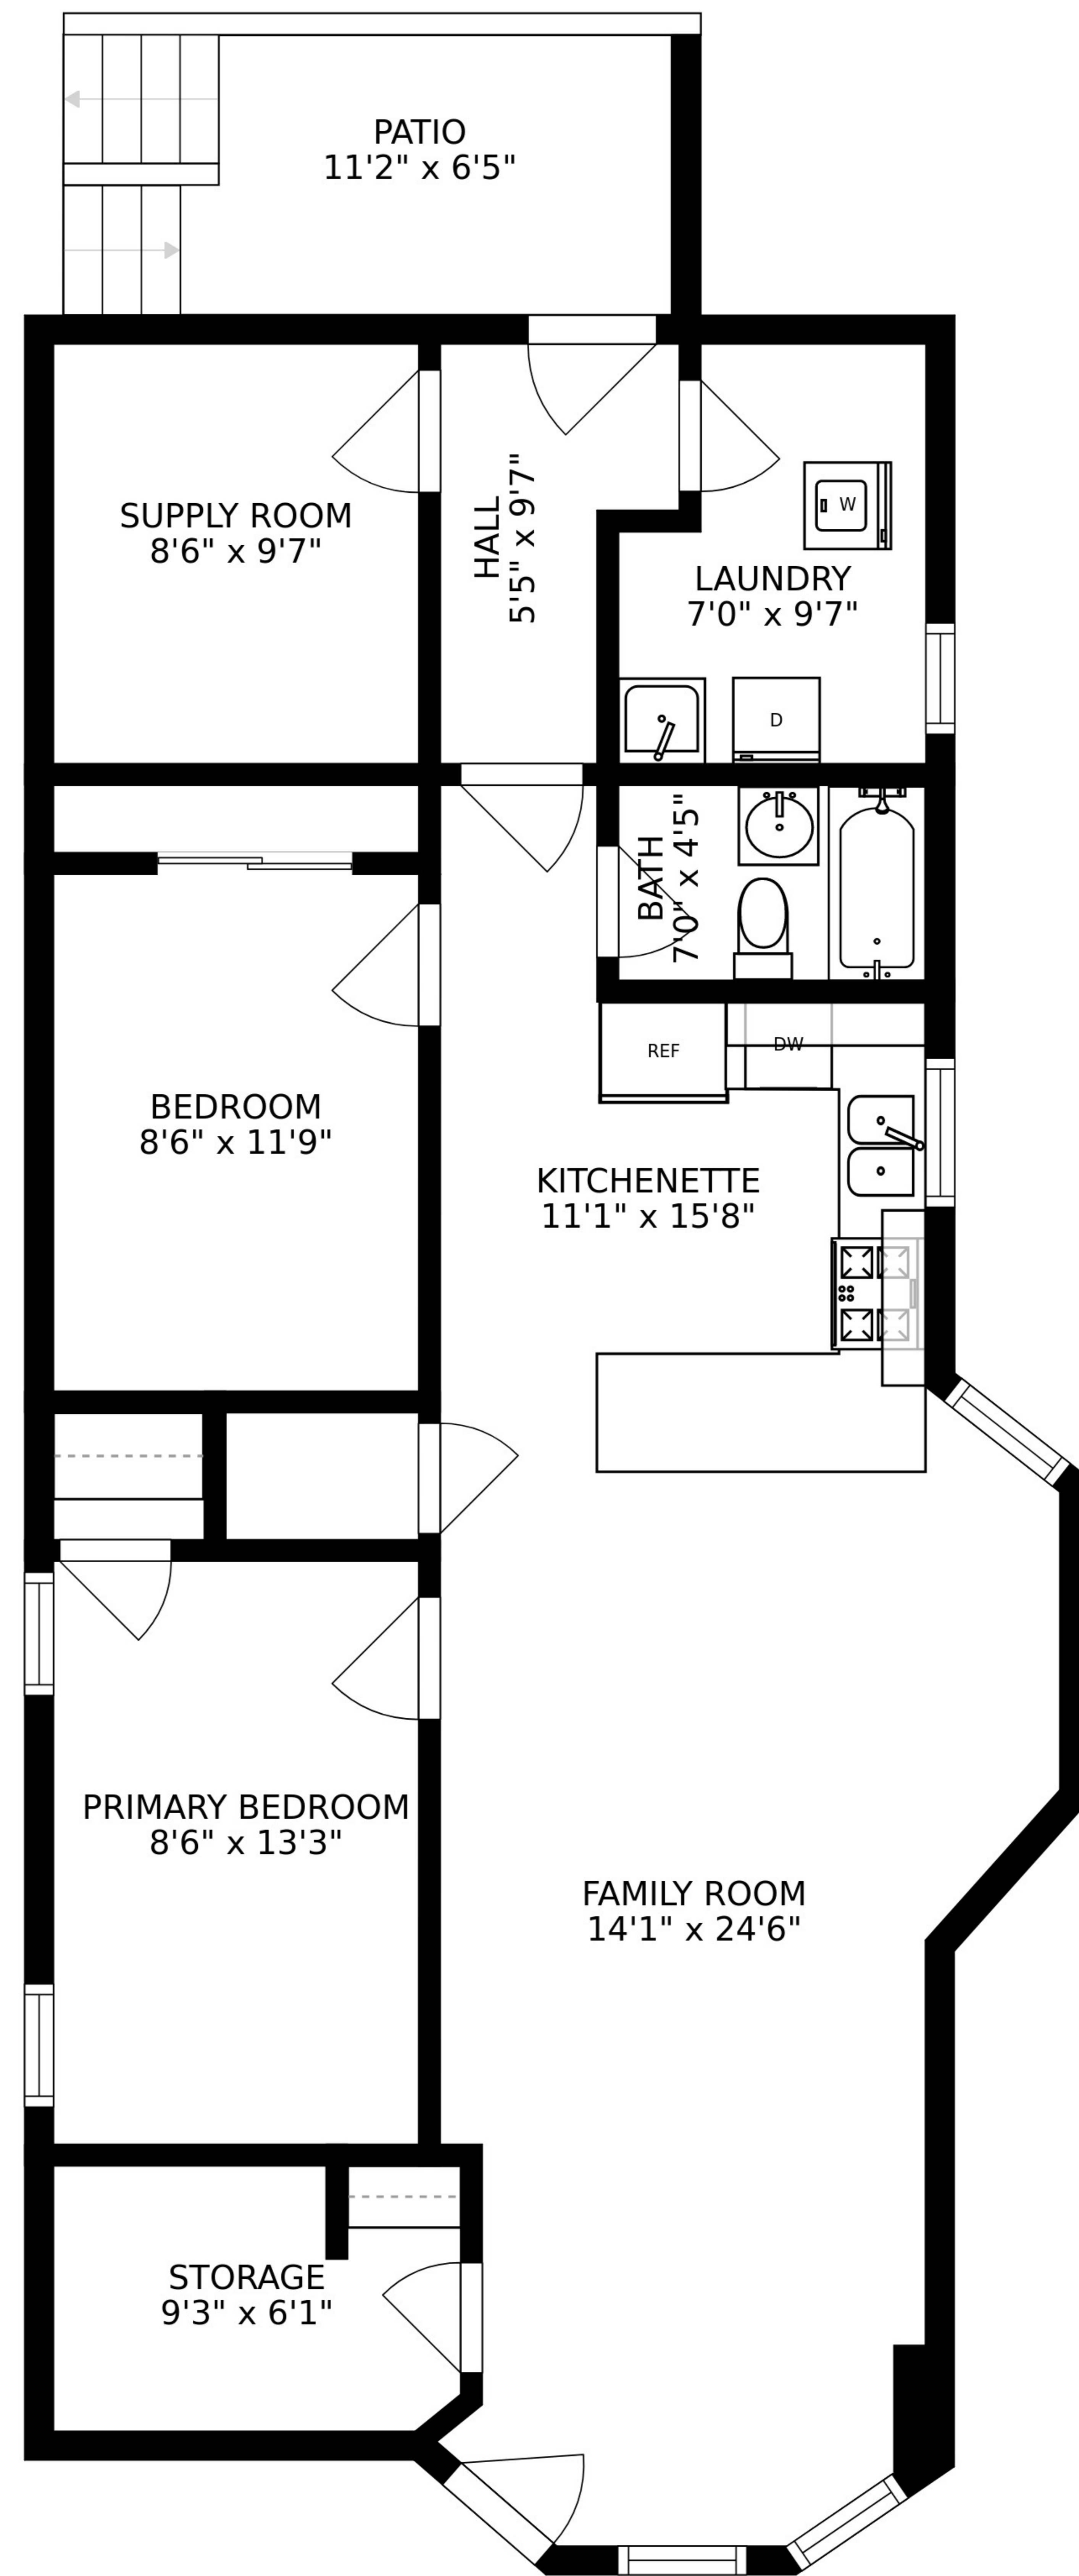 PATIO
11'2" x 6'5"
SUPPLY ROOM
8'6" x 9'7"
HALL
5'5" x 9'7"
W
LAUNDRY
7'0" x 9'7"
D
BATH
7'0" x 4'5"
REF
DW
BEDROOM
8'6" x 11'9"
KITCHENETTE
11'1" x 15'8"
PRIMARY BEDROOM
8'6" x 13'3"
FAMILY ROOM
14'1" x 24'6"
STORAGE
9'3" x 6'1"